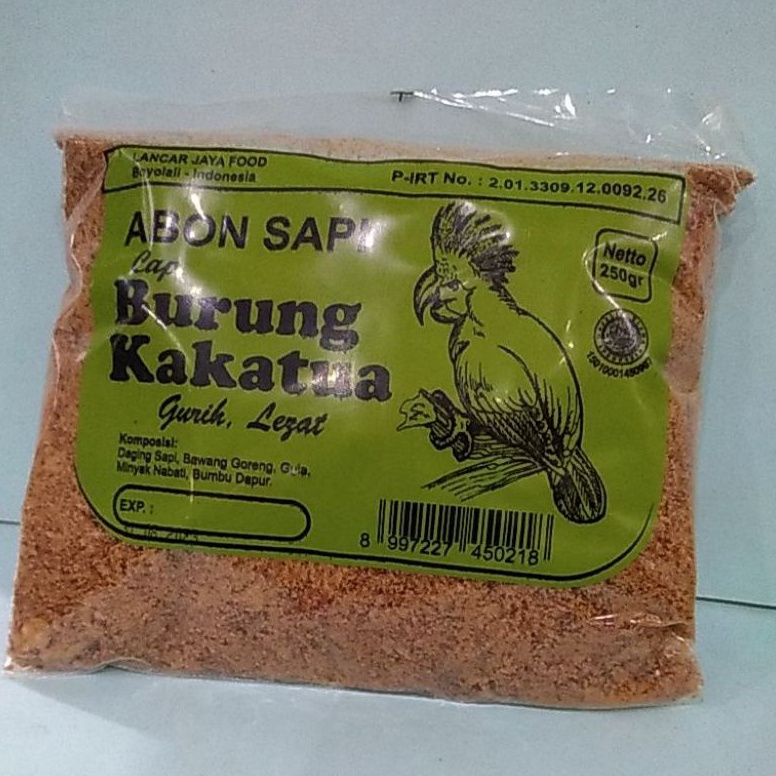 LANCAR JAYA FOOD
Boyolali - Indonesia
P-IRT No. : 2.01.3309.12.0092.26
ABON SAPI
Cap
Burung
Kakatua
Gurih, Lezat
Netto
250gr
Komposisi:
Daging Sapi, Bawang Goreng, Gula,
Minyak Nabati, Bumbu Dapur.
EXP. :
8 997227 450218